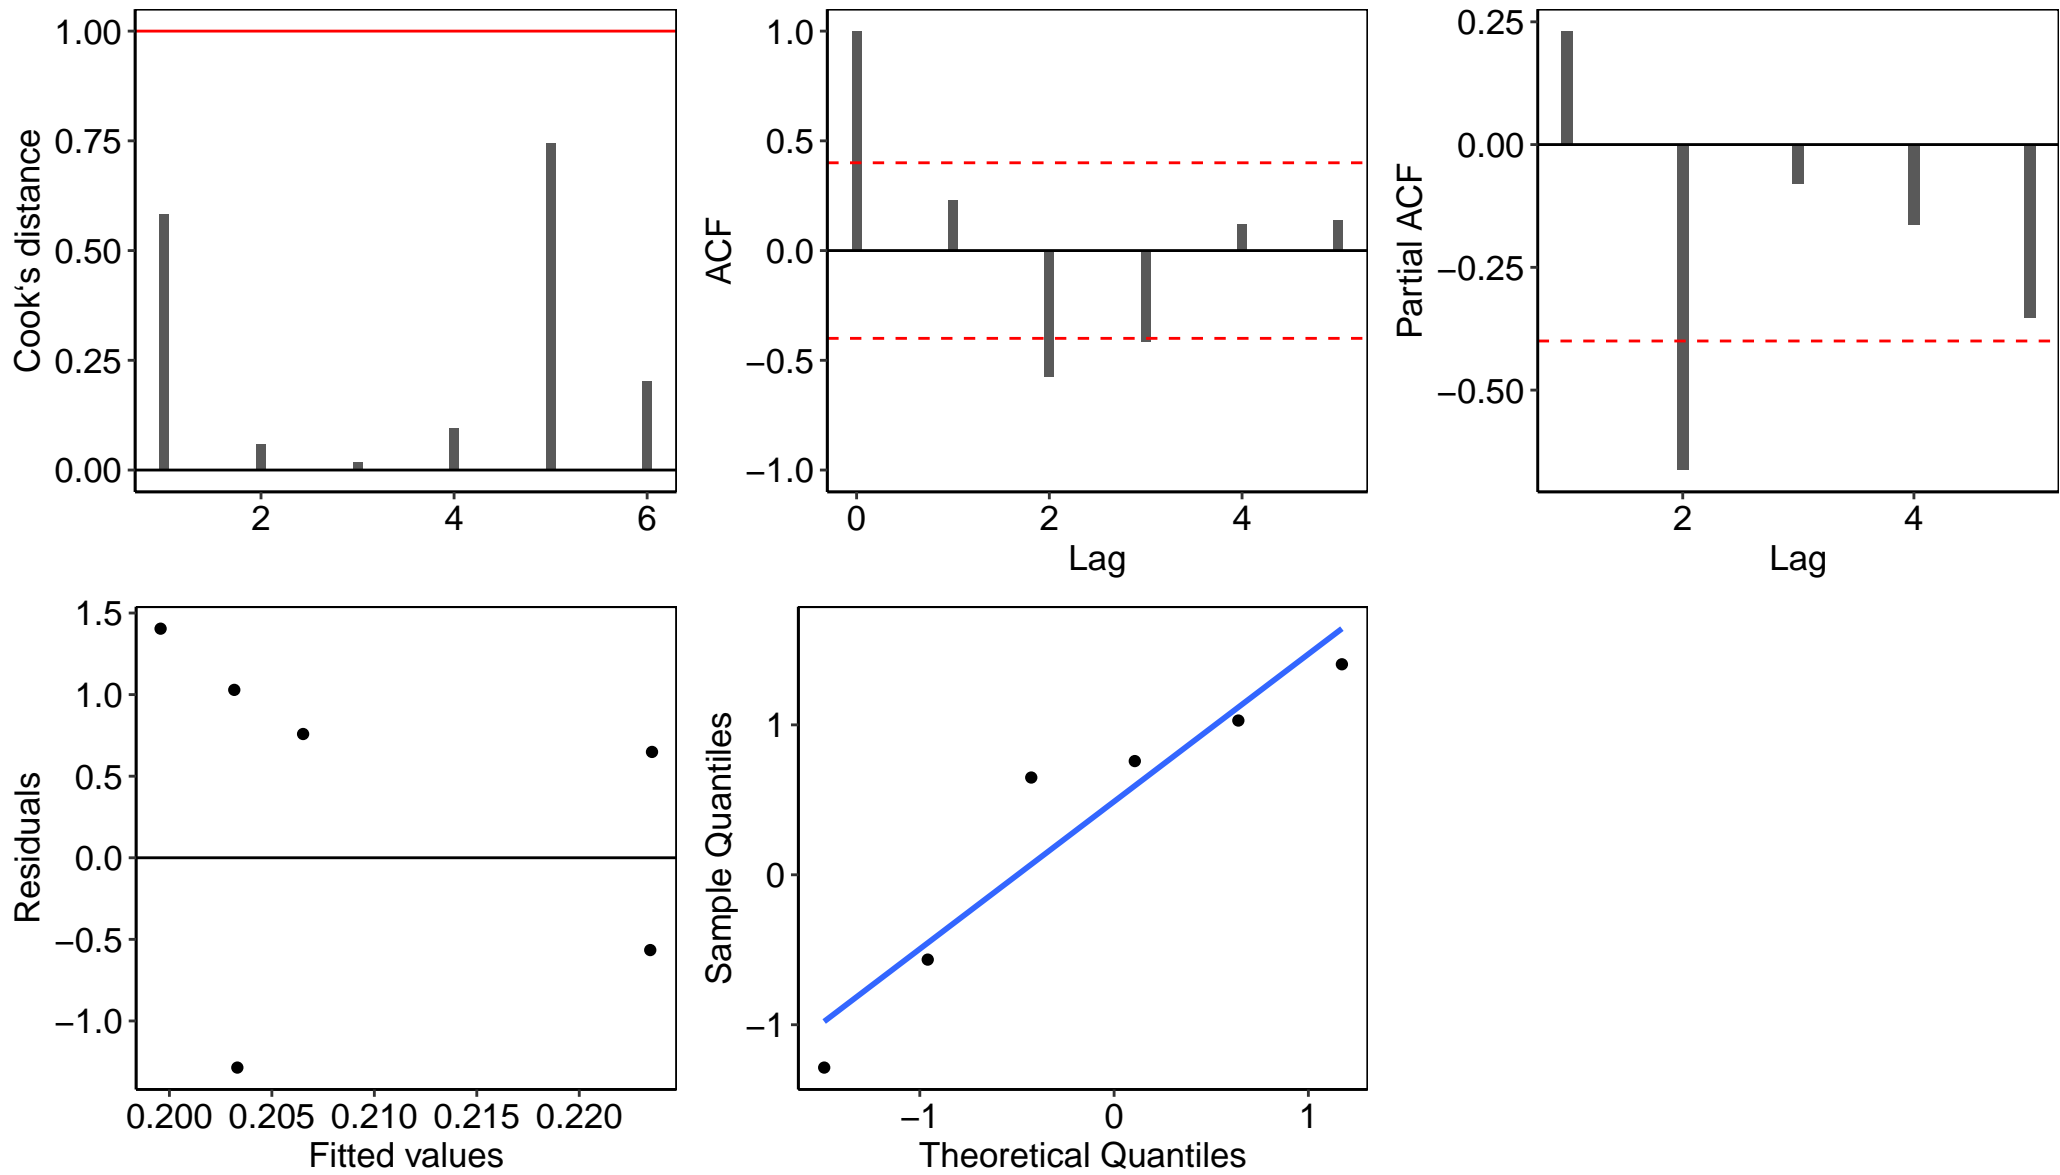 Cook‘s distance
1.00
0.75
0.50
0.25
0.00
2 4 6
ACF
1.0
0.5
0.0
−0.5
−1.0
0 2 4
Lag
Partial ACF
0.25
0.00
−0.25
−0.50
2 4
Lag
Residuals
1.5
1.0
0.5
0.0
−0.5
−1.0
0.200 0.205 0.210 0.215 0.220
Fitted values
Sample Quantiles
1
0
−1
−1 0 1
Theoretical Quantiles